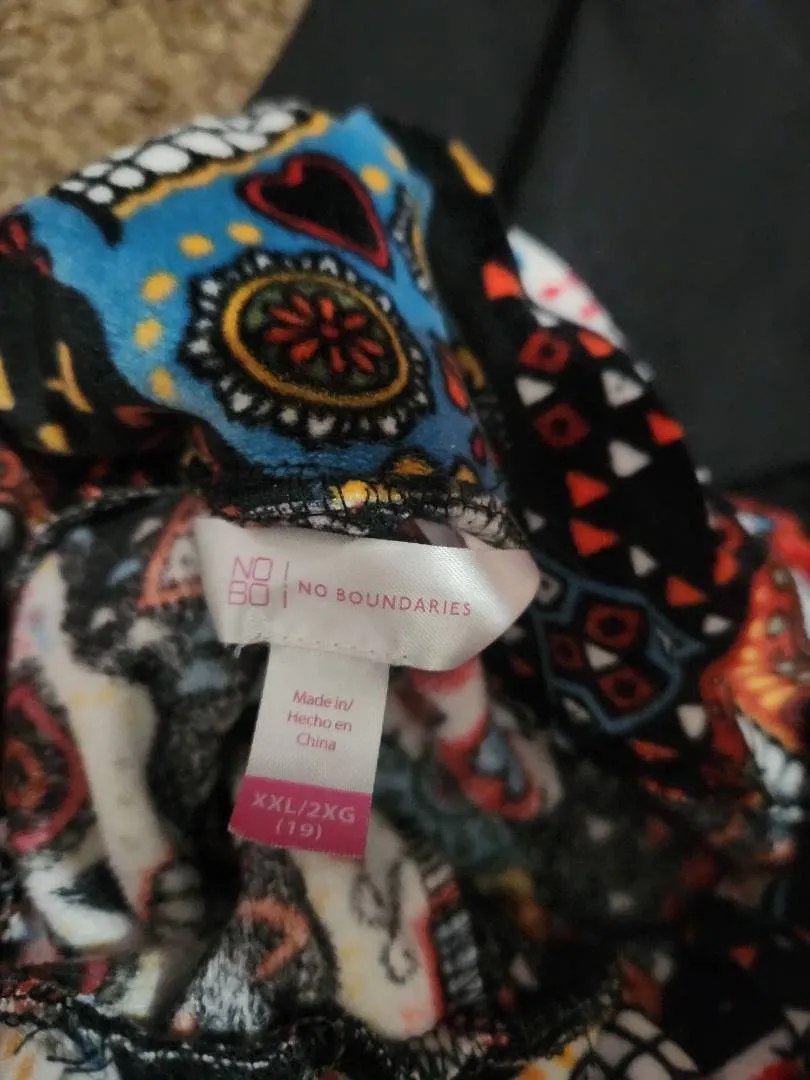 NO
BO
NO BOUNDARIES
Made in/
Hecho en
China
XXL/2XG
(19)